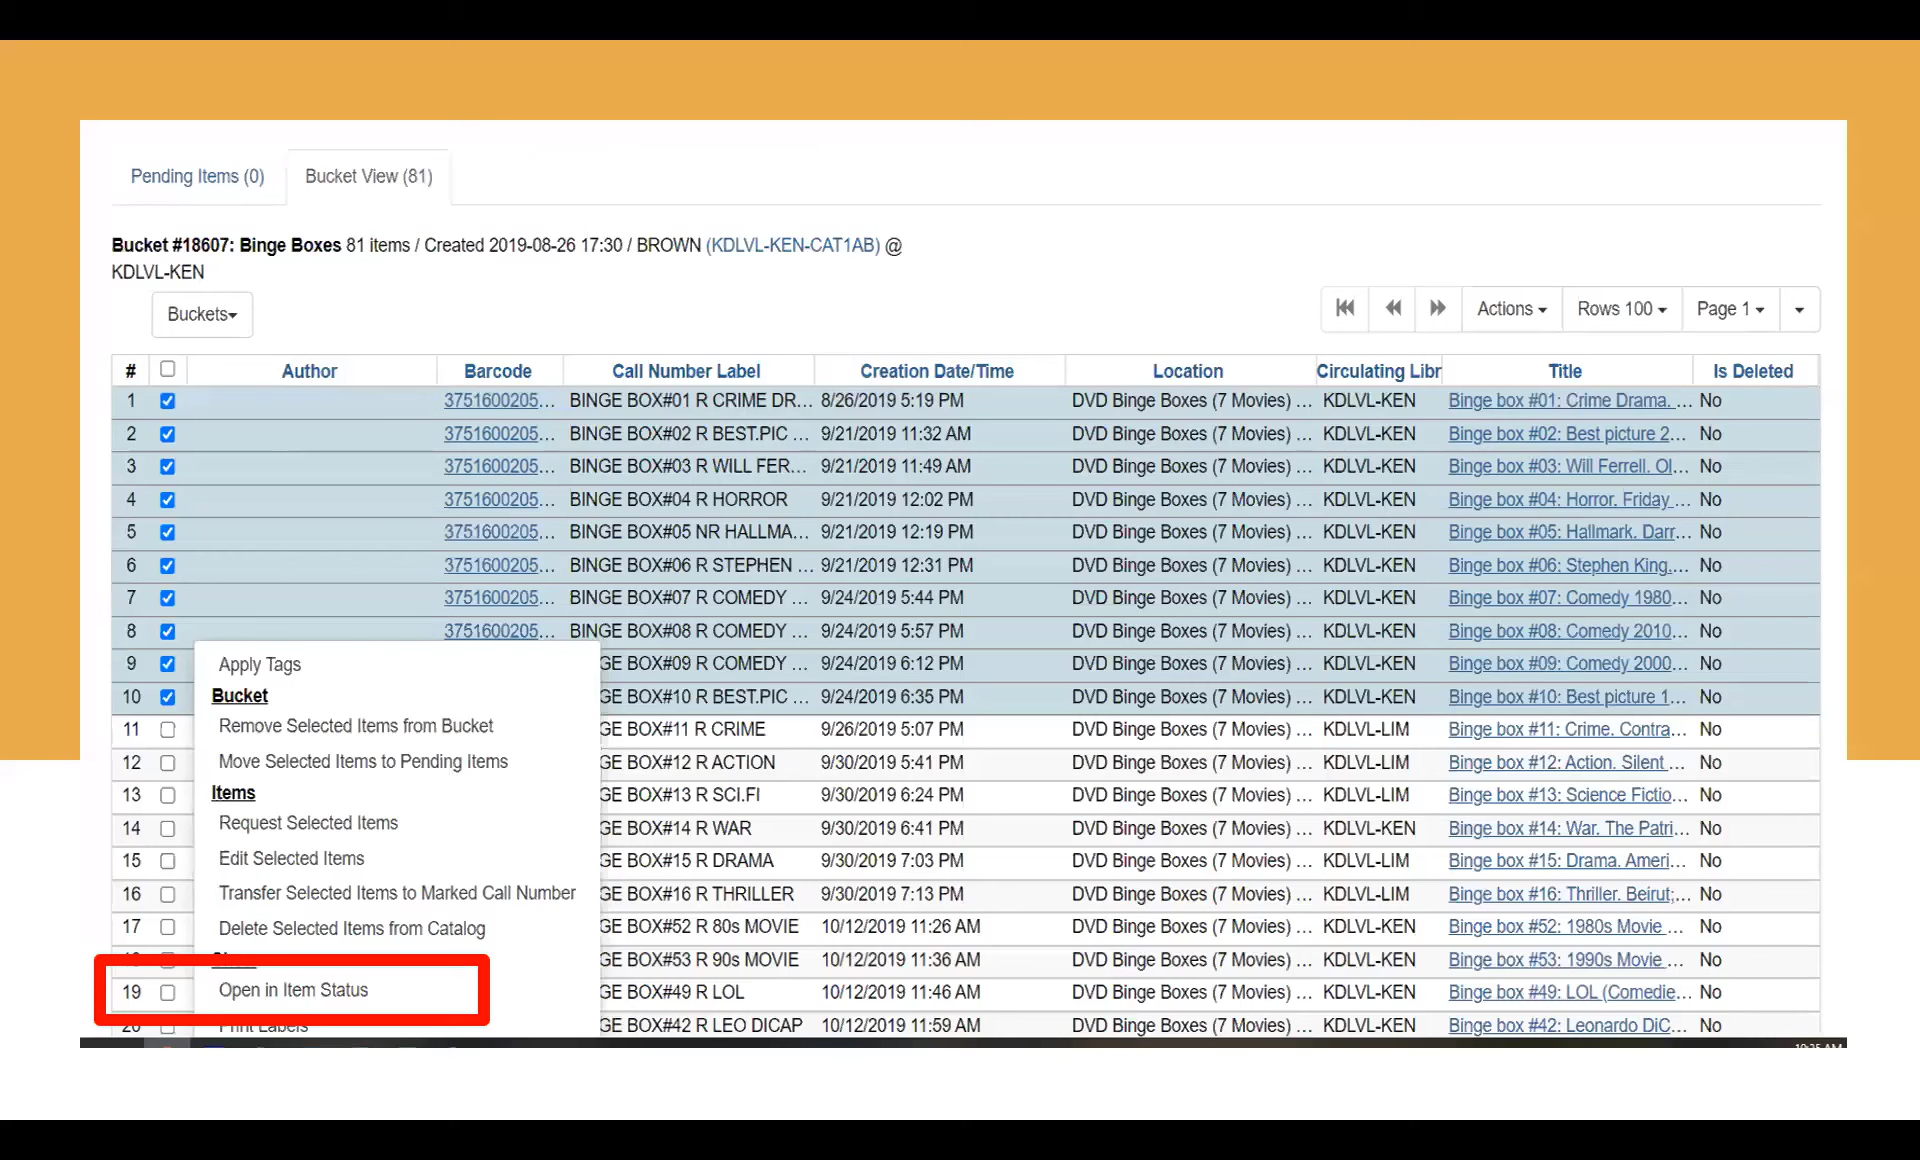 Pending Items (0)
Bucket View (81)
Bucket #18607: Binge Boxes 81 items / Created 2019-08-26 17:30 / BROWN (KDLVL-KEN-CAT1AB) @
KDLVL-KEN
Buckets
Actions
Rows 100
Page 1
# Author Barcode Call Number Label Creation Date/Time Location Circulating Libr Title Is Deleted
1 3751600205... BINGE BOX#01 R CRIME DR... 8/26/2019 5:19 PM DVD Binge Boxes (7 Movies) ... KDLVL-KEN Binge box #01: Crime Drama. ... No
2 3751600205... BINGE BOX#02 R BEST.PIC ... 9/21/2019 11:32 AM DVD Binge Boxes (7 Movies) ... KDLVL-KEN Binge box #02: Best picture 2... No
3 3751600205... BINGE BOX#03 R WILL FER... 9/21/2019 11:49 AM DVD Binge Boxes (7 Movies) ... KDLVL-KEN Binge box #03: Will Ferrell. Ol... No
4 3751600205... BINGE BOX#04 R HORROR 9/21/2019 12:02 PM DVD Binge Boxes (7 Movies) ... KDLVL-KEN Binge box #04: Horror. Friday ... No
5 3751600205... BINGE BOX#05 NR HALLMA... 9/21/2019 12:19 PM DVD Binge Boxes (7 Movies) ... KDLVL-KEN Binge box #05: Hallmark. Darr... No
6 3751600205... BINGE BOX#06 R STEPHEN ... 9/21/2019 12:31 PM DVD Binge Boxes (7 Movies) ... KDLVL-KEN Binge box #06: Stephen King.... No
7 3751600205... BINGE BOX#07 R COMEDY ... 9/24/2019 5:44 PM DVD Binge Boxes (7 Movies) ... KDLVL-KEN Binge box #07: Comedy 1980... No
8 3751600205... BINGE BOX#08 R COMEDY ... 9/24/2019 5:57 PM DVD Binge Boxes (7 Movies) ... KDLVL-KEN Binge box #08: Comedy 2010... No
9 GE BOX#09 R COMEDY ... 9/24/2019 6:12 PM DVD Binge Boxes (7 Movies) ... KDLVL-KEN Binge box #09: Comedy 2000... No
10 GE BOX#10 R BEST.PIC ... 9/24/2019 6:35 PM DVD Binge Boxes (7 Movies) ... KDLVL-KEN Binge box #10: Best picture 1... No
11 GE BOX#11 R CRIME 9/26/2019 5:07 PM DVD Binge Boxes (7 Movies) ... KDLVL-LIM Binge box #11: Crime. Contra... No
12 GE BOX#12 R ACTION 9/30/2019 5:41 PM DVD Binge Boxes (7 Movies) ... KDLVL-LIM Binge box #12: Action. Silent ... No
13 GE BOX#13 R SCI.FI 9/30/2019 6:24 PM DVD Binge Boxes (7 Movies) ... KDLVL-LIM Binge box #13: Science Fictio... No
14 GE BOX#14 R WAR 9/30/2019 6:41 PM DVD Binge Boxes (7 Movies) ... KDLVL-KEN Binge box #14: War. The Patri... No
15 GE BOX#15 R DRAMA 9/30/2019 7:03 PM DVD Binge Boxes (7 Movies) ... KDLVL-LIM Binge box #15: Drama. Ameri... No
16 GE BOX#16 R THRILLER 9/30/2019 7:13 PM DVD Binge Boxes (7 Movies) ... KDLVL-LIM Binge box #16: Thriller. Beirut;... No
17 GE BOX#52 R 80s MOVIE 10/12/2019 11:26 AM DVD Binge Boxes (7 Movies) ... KDLVL-KEN Binge box #52: 1980s Movie ... No
GE BOX#53 R 90s MOVIE 10/12/2019 11:36 AM DVD Binge Boxes (7 Movies) ... KDLVL-KEN Binge box #53: 1990s Movie ... No
19 GE BOX#49 R LOL 10/12/2019 11:46 AM DVD Binge Boxes (7 Movies) ... KDLVL-KEN Binge box #49: LOL (Comedie... No
20 GE BOX#42 R LEO DICAP 10/12/2019 11:59 AM DVD Binge Boxes (7 Movies) ... KDLVL-KEN Binge box #42: Leonardo DiC... No
Apply Tags
Bucket
Remove Selected Items from Bucket
Move Selected Items to Pending Items
Items
Request Selected Items
Edit Selected Items
Transfer Selected Items to Marked Call Number
Delete Selected Items from Catalog
Open in Item Status
Print Labels